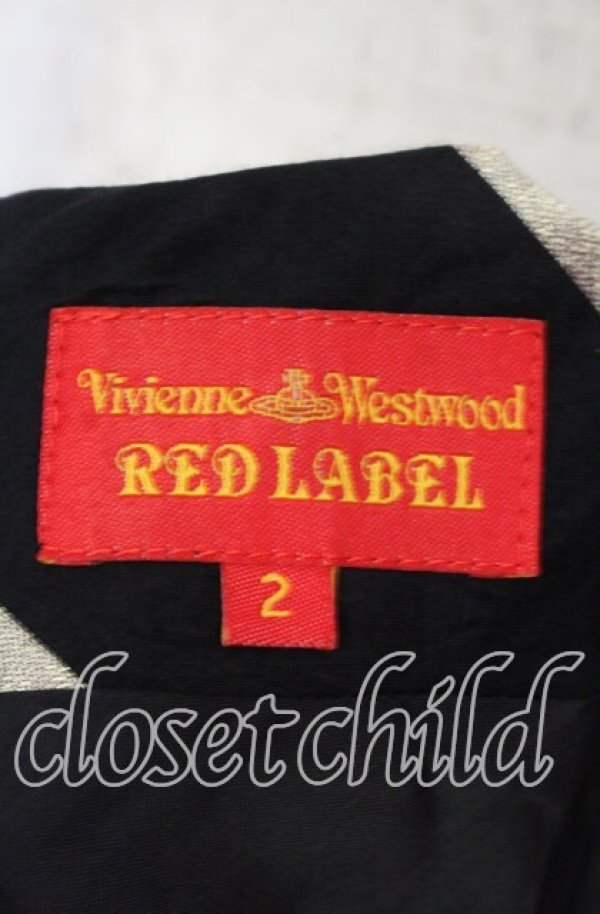 Vivienne Westwood
RED LABEL
2
closet child